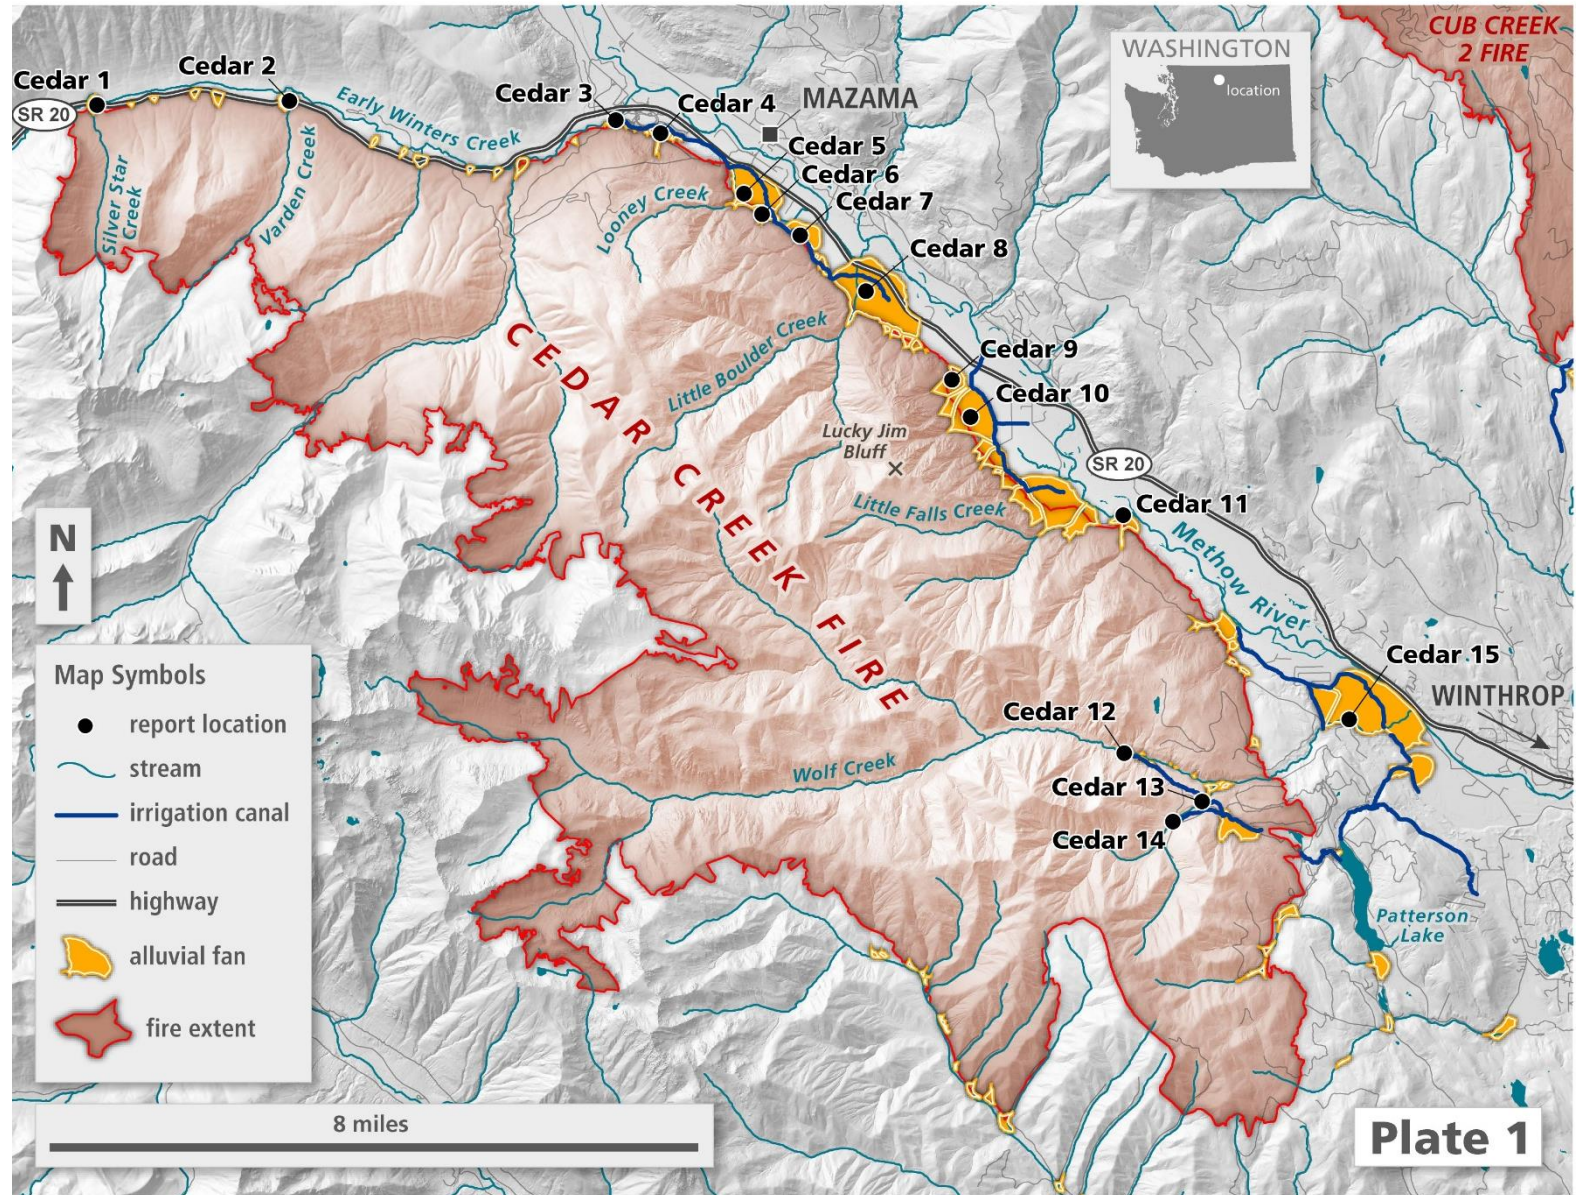 CUB CREEK
2 FIRE
WASHINGTON
location
Cedar 1
Cedar 2
SR 20
Early Winters Creek
Cedar 3
Cedar 4
MAZAMA
Cedar 5
Cedar 6
Cedar 7
Silver Star
Creek
Varden Creek
Looney Creek
Cedar 8
Little Boulder Creek
Cedar 9
Cedar 10
CEDAR CREEK FIRE
Lucky Jim
Bluff
SR 20
Little Falls Creek
Cedar 11
Methow River
N
Cedar 15
WINTHROP
Cedar 12
Wolf Creek
Cedar 13
Cedar 14
Patterson
Lake
Map Symbols
report location
stream
irrigation canal
road
highway
alluvial fan
fire extent
8 miles
Plate 1